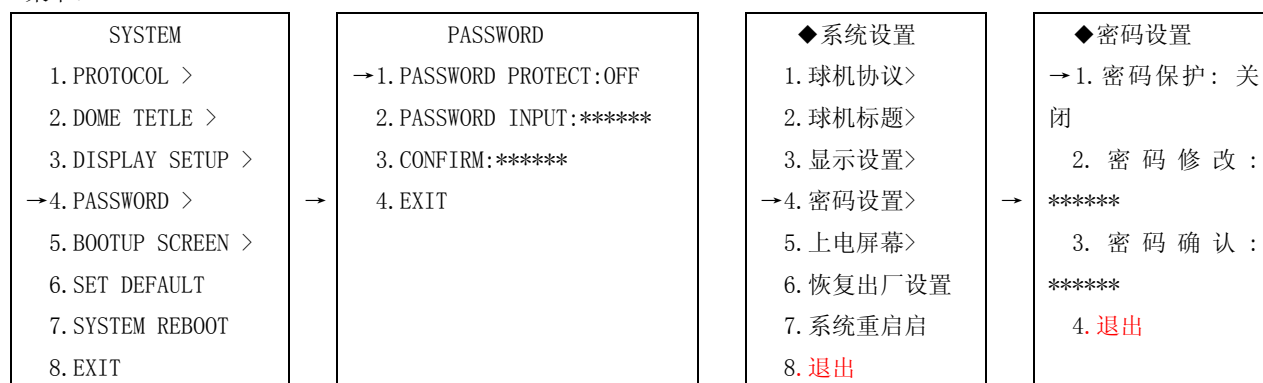 SYSTEM
1.PROTOCOL >
2.DOME TETLE >
3.DISPLAY SETUP >
→4.PASSWORD >
5.BOOTUP SCREEN >
6.SET DEFAULT
7.SYSTEM REBOOT
8.EXIT
→
PASSWORD
→1.PASSWORD PROTECT:OFF
2.PASSWORD INPUT:******
3.CONFIRM:******
4.EXIT
◆系统设置
1.球机协议>
2.球机标题>
3.显示设置>
→4.密码设置>
5.上电屏幕>
6.恢复出厂设置
7.系统重启启
8.退出
→
◆密码设置
→1.密码保护: 关
闭
2. 密 码 修 改 :
******
3. 密 码 确 认 :
******
4.退出